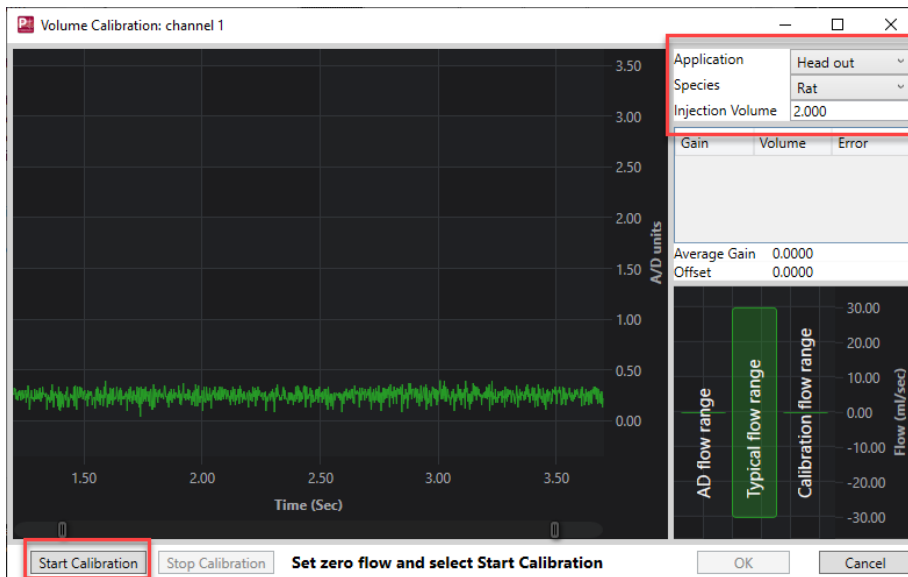 Volume Calibration: channel 1
3.50
3.00
2.50
2.00
1.50
1.00
0.50
0.00
A/D units
1.50 2.00 2.50 3.00 3.50
Time (Sec)
Application Head out
Species Rat
Injection Volume 2.000
Gain Volume Error
Average Gain 0.0000
Offset 0.0000
AD flow range
Typical flow range
Calibration flow range
30.00
20.00
10.00
0.00
-10.00
-20.00
-30.00
Flow (ml/sec)
Start Calibration Stop Calibration Set zero flow and select Start Calibration OK Cancel